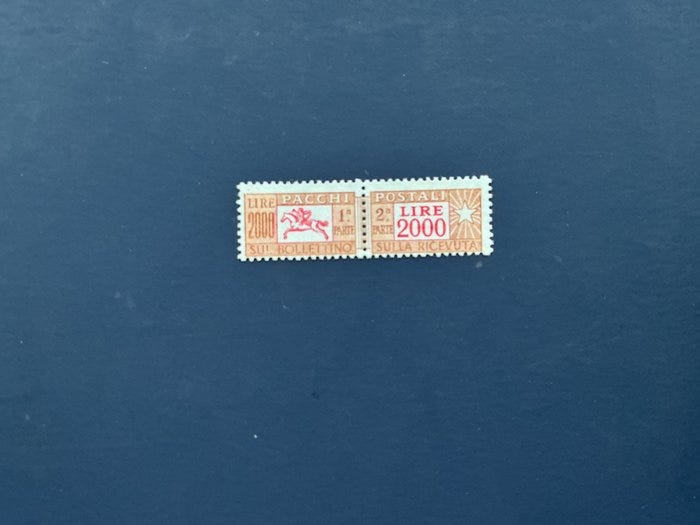 PACCHI POSTALI
LIRE 2000 1ª PARTE
2ª PARTE LIRE 2000
SUL BOLLETTINO SULLA RICEVUTA